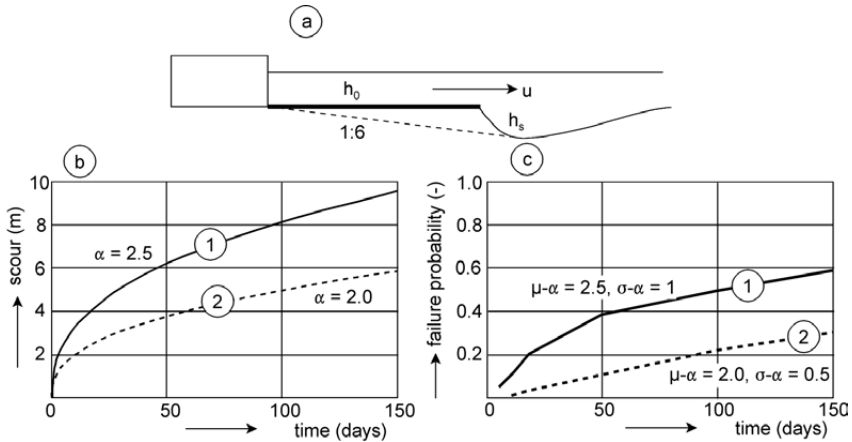 a
h₀
u
1:6
hₛ
b
scour (m)
10
8
6
4
2
0
50
100
150
α = 2.5
1
2
α = 2.0
time (days)
c
failure probability (-)
1.0
0.8
0.6
0.4
0.2
0
50
100
150
μ-α = 2.5, σ-α = 1
1
2
μ-α = 2.0, σ-α = 0.5
time (days)